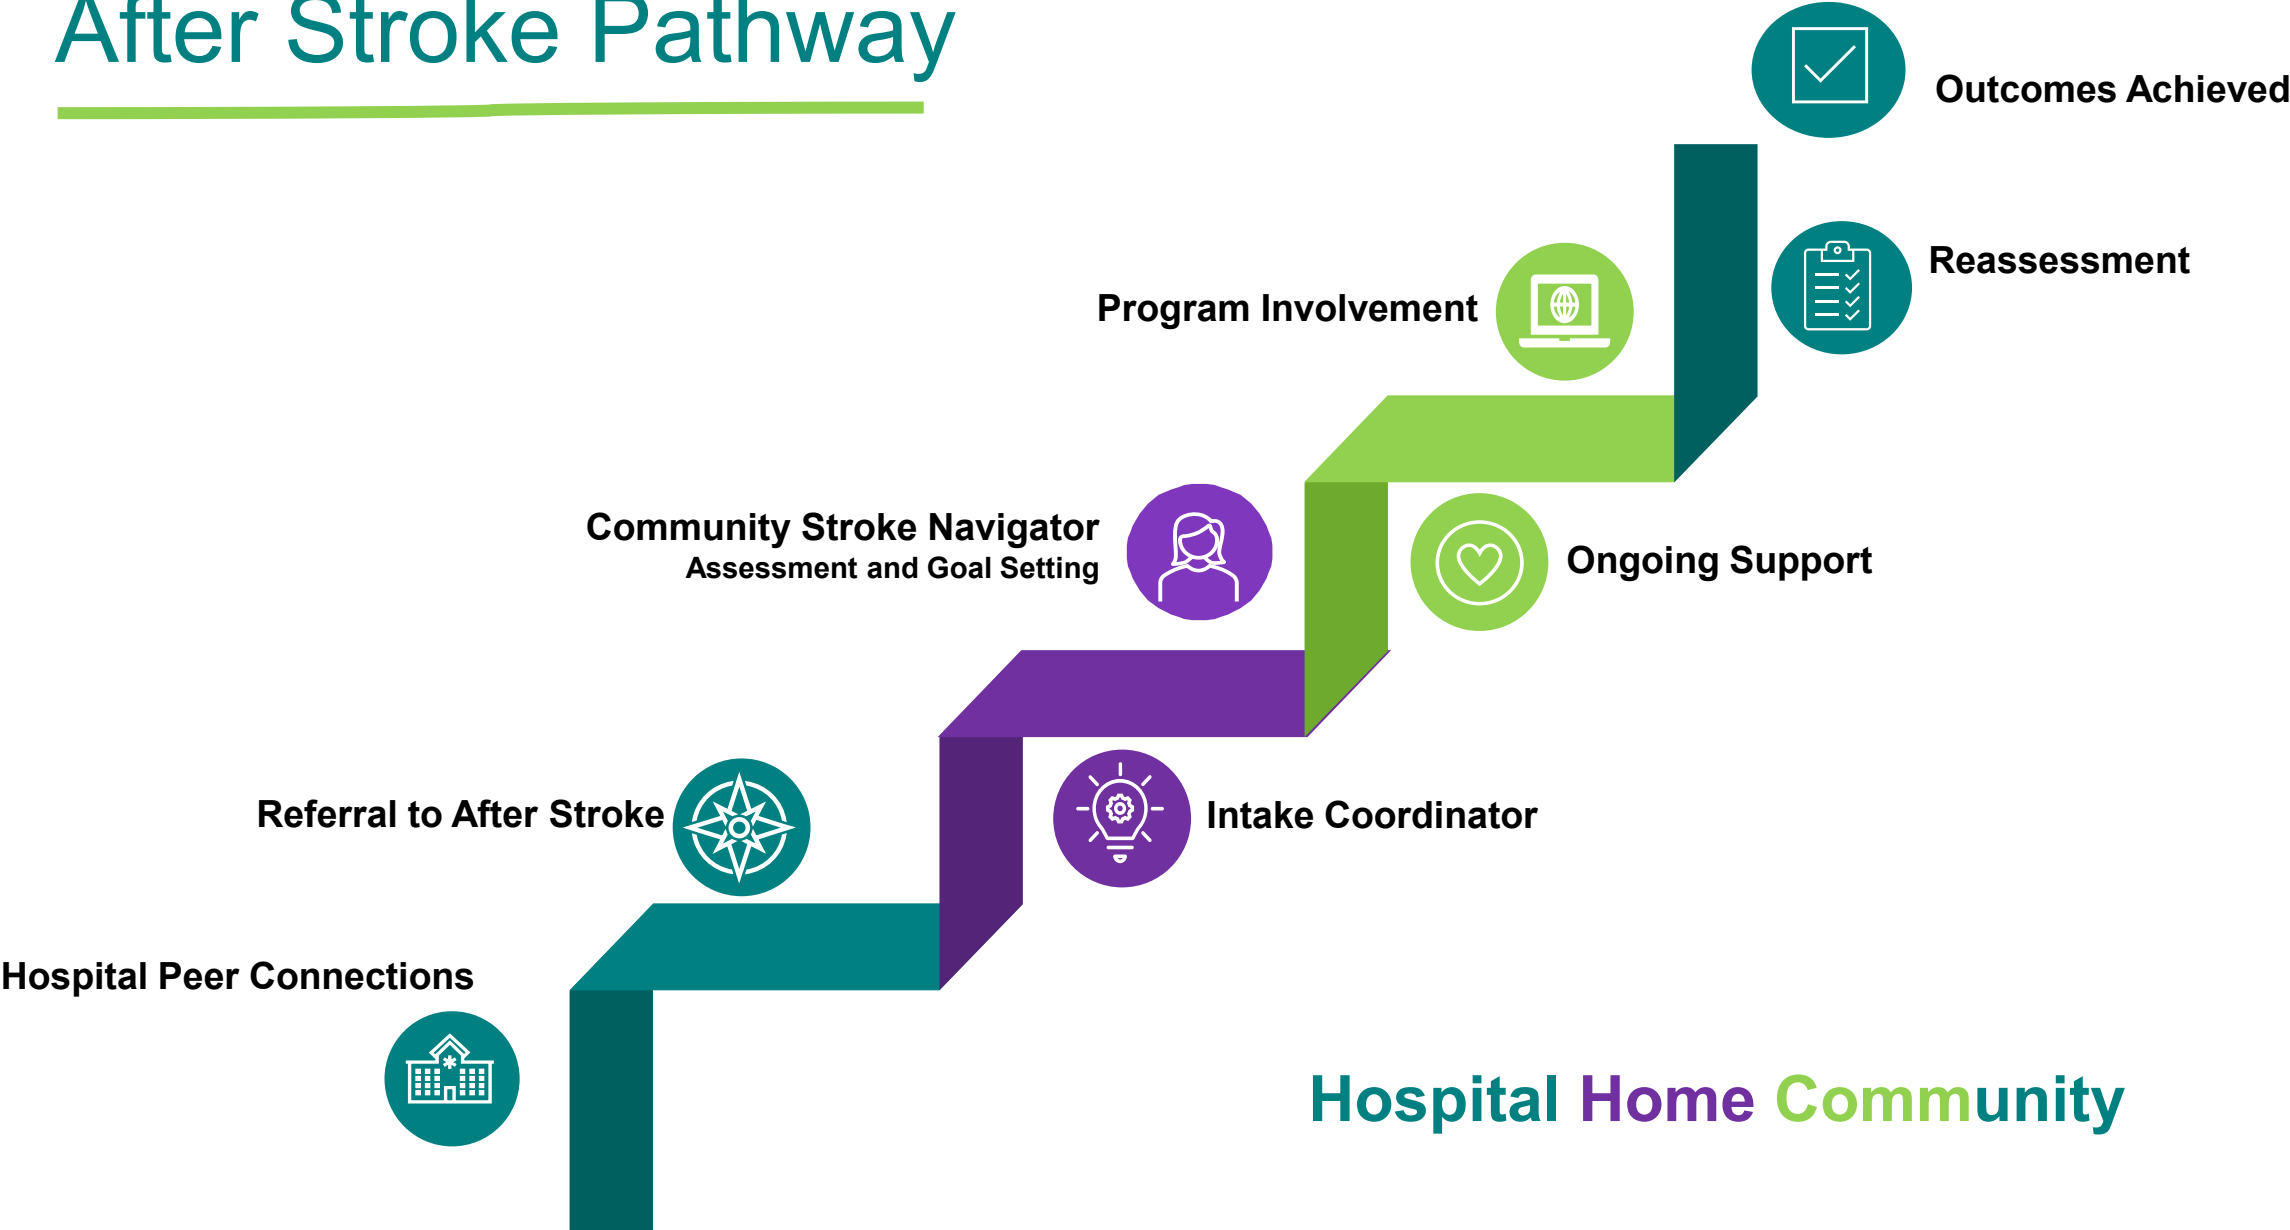 After Stroke Pathway
Outcomes Achieved
Reassessment
Program Involvement
Community Stroke Navigator
Assessment and Goal Setting
Ongoing Support
Referral to After Stroke
Intake Coordinator
Hospital Peer Connections
Hospital Home Community